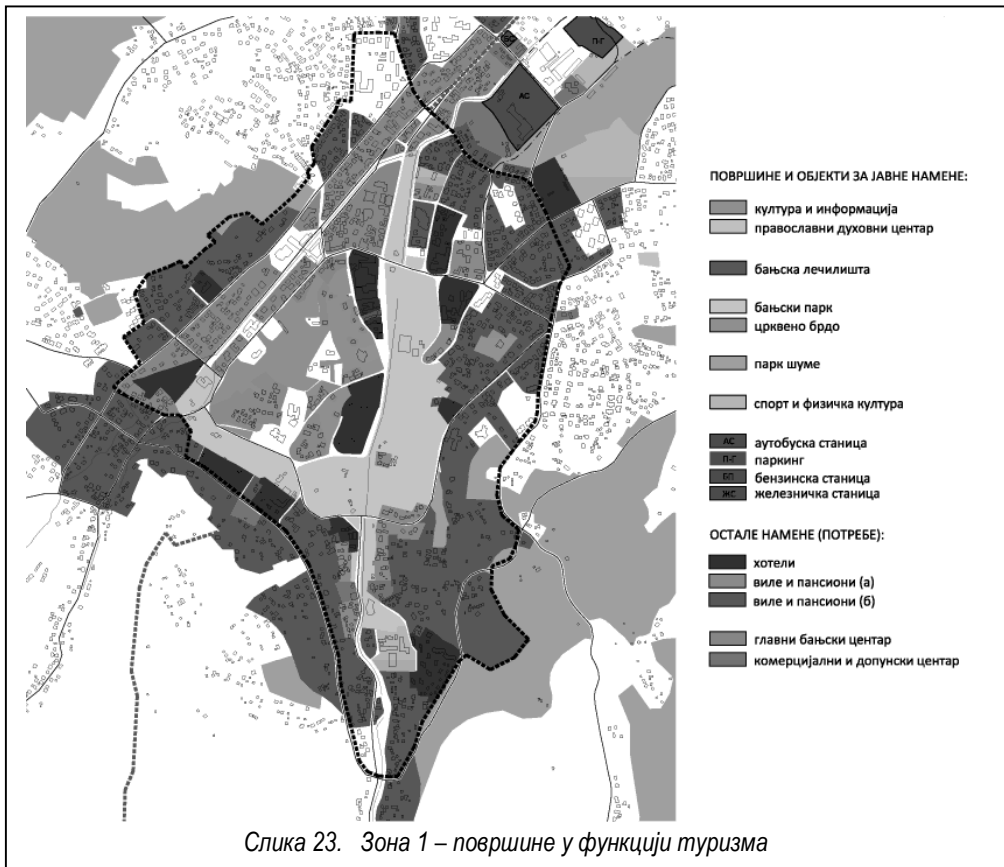 П-Г
АС
ПОВРШИНЕ И ОБЈЕКТИ ЗА ЈАВНЕ НАМЕНЕ:
култура и информација
православни духовни центар
бањска лечилишта
бањски парк
црквено брдо
парк шуме
спорт и физичка култура
АС аутобуска станица
П-Г паркинг
БП бензинска станица
ЖС железничка станица
ОСТАЛЕ НАМЕНЕ (ПОТРЕБЕ):
хотели
виле и пансиони (а)
виле и пансиони (б)
главни бањски центар
комерцијални и допунски центар
Слика 23. Зона 1 – површине у функцији туризма